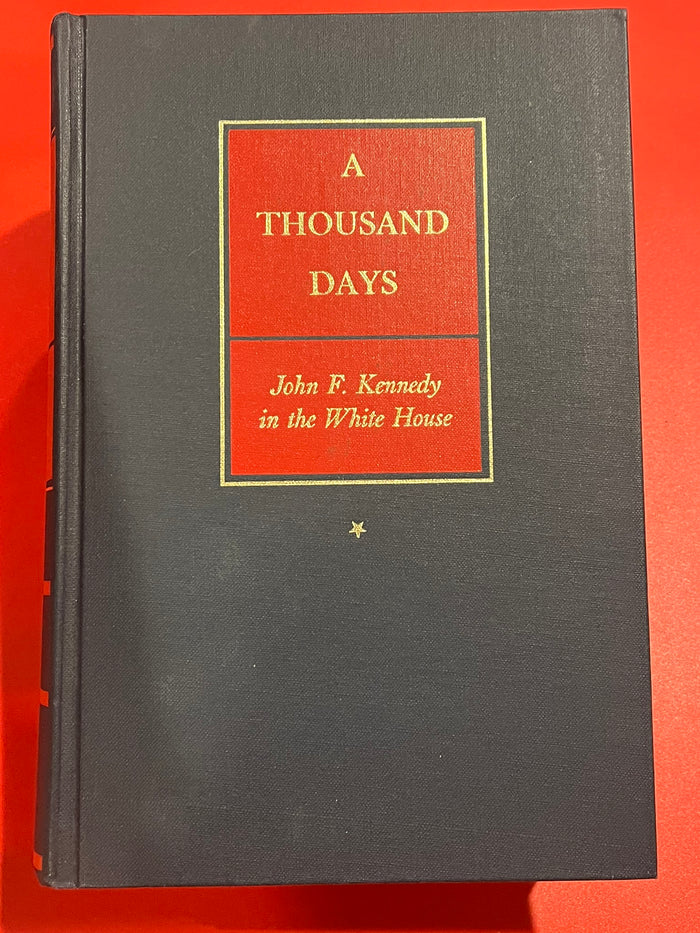 A
THOUSAND
DAYS
John F. Kennedy
in the White House